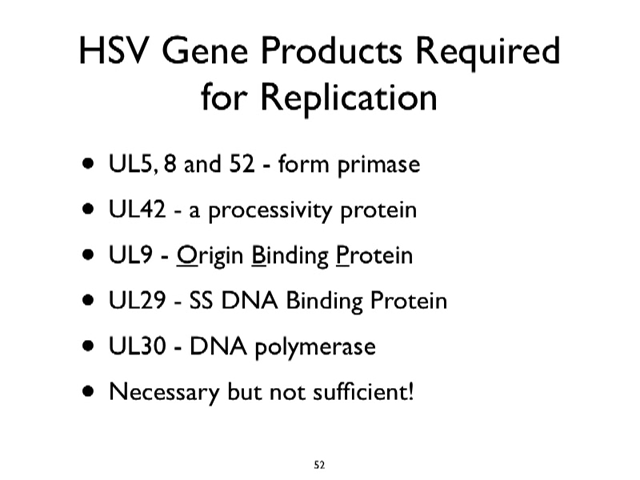 HSV Gene Products Required
for Replication
• UL5, 8 and 52 - form primase
• UL42 - a processivity protein
• UL9 - Origin Binding Protein
• UL29 - SS DNA Binding Protein
• UL30 - DNA polymerase
• Necessary but not sufficient!
52